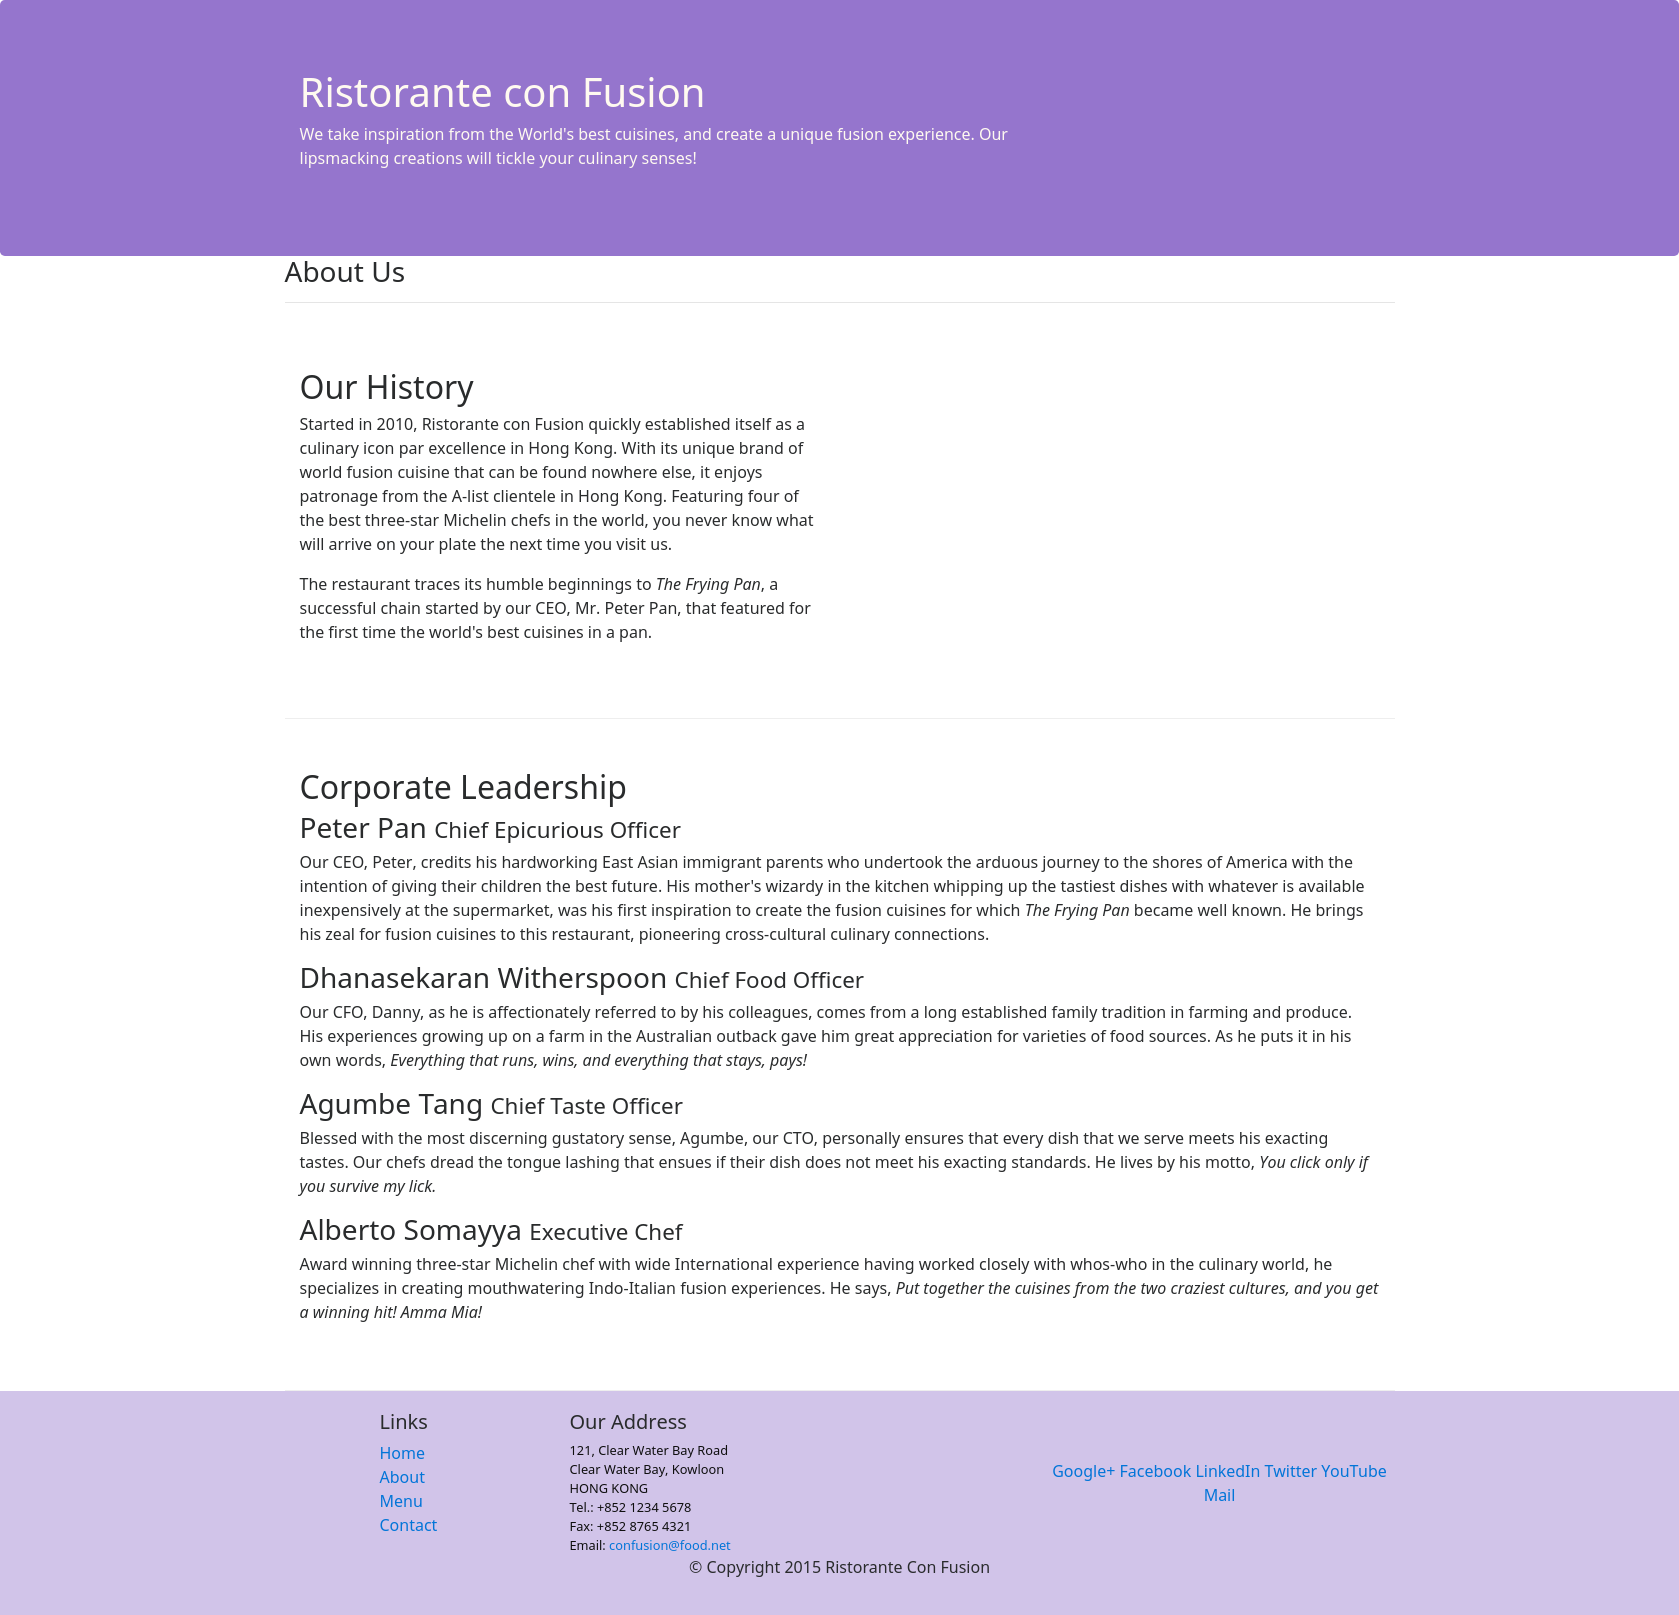 Ristorante con Fusion
We take inspiration from the World's best cuisines, and create a unique fusion experience. Our
lipsmacking creations will tickle your culinary senses!
About Us
Our History
Started in 2010, Ristorante con Fusion quickly established itself as a
culinary icon par excellence in Hong Kong. With its unique brand of
world fusion cuisine that can be found nowhere else, it enjoys
patronage from the A-list clientele in Hong Kong. Featuring four of
the best three-star Michelin chefs in the world, you never know what
will arrive on your plate the next time you visit us.
The restaurant traces its humble beginnings to The Frying Pan, a
successful chain started by our CEO, Mr. Peter Pan, that featured for
the first time the world's best cuisines in a pan.
Corporate Leadership
Peter Pan Chief Epicurious Officer
Our CEO, Peter, credits his hardworking East Asian immigrant parents who undertook the arduous journey to the shores of America with the
intention of giving their children the best future. His mother's wizardy in the kitchen whipping up the tastiest dishes with whatever is available
inexpensively at the supermarket, was his first inspiration to create the fusion cuisines for which The Frying Pan became well known. He brings
his zeal for fusion cuisines to this restaurant, pioneering cross-cultural culinary connections.
Dhanasekaran Witherspoon Chief Food Officer
Our CFO, Danny, as he is affectionately referred to by his colleagues, comes from a long established family tradition in farming and produce.
His experiences growing up on a farm in the Australian outback gave him great appreciation for varieties of food sources. As he puts it in his
own words, Everything that runs, wins, and everything that stays, pays!
Agumbe Tang Chief Taste Officer
Blessed with the most discerning gustatory sense, Agumbe, our CTO, personally ensures that every dish that we serve meets his exacting
tastes. Our chefs dread the tongue lashing that ensues if their dish does not meet his exacting standards. He lives by his motto, You click only if
you survive my lick.
Alberto Somayya Executive Chef
Award winning three-star Michelin chef with wide International experience having worked closely with whos-who in the culinary world, he
specializes in creating mouthwatering Indo-Italian fusion experiences. He says, Put together the cuisines from the two craziest cultures, and you get
a winning hit! Amma Mia!
Links
Home
About
Menu
Contact
Our Address
121, Clear Water Bay Road
Clear Water Bay, Kowloon
HONG KONG
Tel.: +852 1234 5678
Fax: +852 8765 4321
Email: confusion@food.net
Google+ Facebook LinkedIn Twitter YouTube
Mail
© Copyright 2015 Ristorante Con Fusion